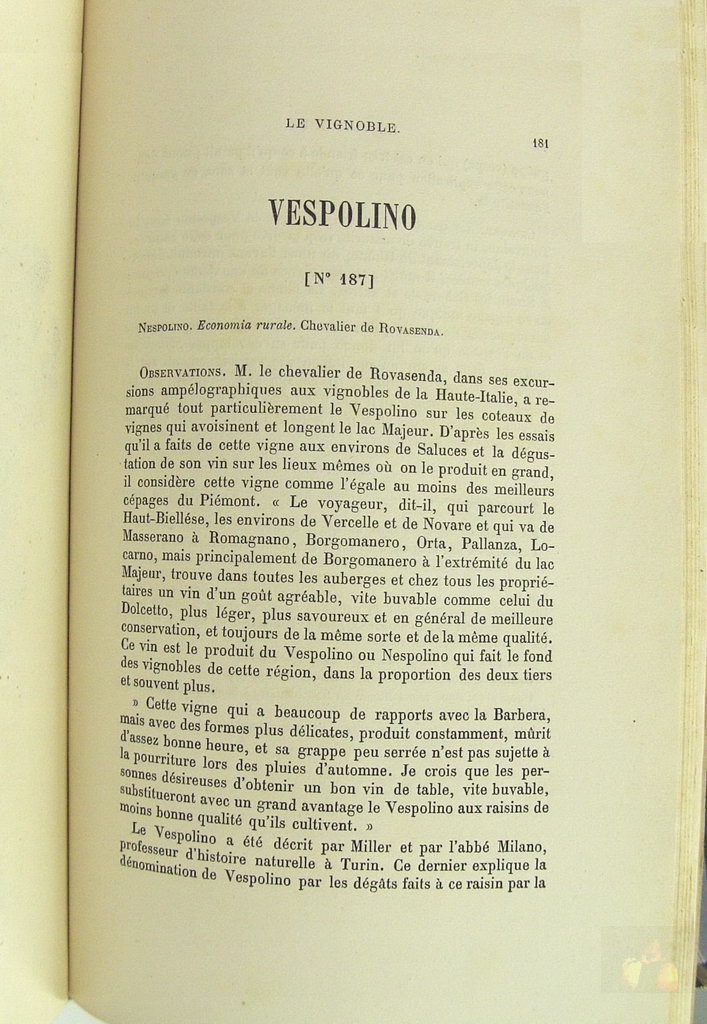 LE VIGNOBLE.
181
VESPOLINO
[N° 187]
NESPOLINO. Economia rurale. Chevalier de ROVASENDA.
OBSERVATIONS. M. le chevalier de Rovasenda, dans ses excur-
sions ampélographiques aux vignobles de la Haute-Italie, a re-
marqué tout particulièrement le Vespolino sur les coteaux de
vignes qui avoisinent et longent le lac Majeur. D'après les essais
qu'il a faits de cette vigne aux environs de Saluces et la dégus-
tation de son vin sur les lieux mêmes où on le produit en grand,
il considère cette vigne comme l'égale au moins des meilleurs
cépages du Piémont. « Le voyageur, dit-il, qui parcourt le
Haut-Biellése, les environs de Vercelle et de Novare et qui va de
Masserano à Romagnano, Borgomanero, Orta, Pallanza, Lo-
carno, mais principalement de Borgomanero à l'extrémité du lac
Majeur, trouve dans toutes les auberges et chez tous les proprié-
taires un vin d'un goût agréable, vite buvable comme celui du
Dolcetto, plus léger, plus savoureux et en général de meilleure
conservation, et toujours de la même sorte et de la même qualité.
Ce vin est le produit du Vespolino ou Nespolino qui fait le fond
des vignobles de cette région, dans la proportion des deux tiers
et souvent plus.
» Cette vigne qui a beaucoup de rapports avec la Barbera,
mais avec des formes plus délicates, produit constamment, mûrit
d'assez bonne heure, et sa grappe peu serrée n'est pas sujette à
la pourriture lors des pluies d'automne. Je crois que les per-
sonnes désireuses d'obtenir un bon vin de table, vite buvable,
substitueront avec un grand avantage le Vespolino aux raisins de
moins bonne qualité qu'ils cultivent. »
Le Vespolino a été décrit par Miller et par l'abbé Milano,
professeur d'histoire naturelle à Turin. Ce dernier explique la
dénomination de Vespolino par les dégâts faits à ce raisin par la